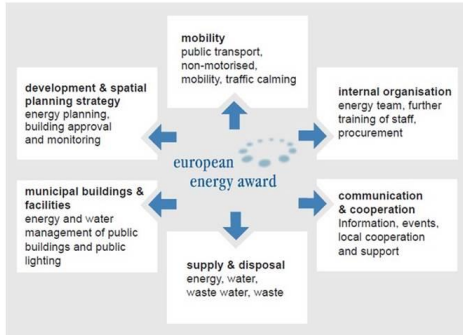 mobility
public transport,
non-motorised,
mobility, traffic calming
development & spatial
planning strategy
energy planning,
building approval
and monitoring
internal organisation
energy team, further
training of staff,
procurement
european
energy award
municipal buildings &
facilities
energy and water
management of public
buildings and public
lighting
communication
& cooperation
Information, events,
local cooperation
and support
supply & disposal
energy, water,
waste water, waste